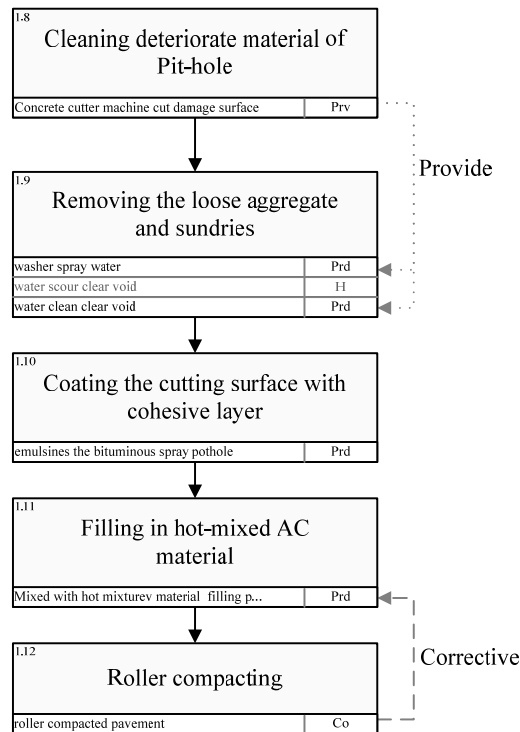 1.8
Cleaning deteriorate material of
Pit-hole
Concrete cutter machine cut damage surface Prv
Provide
1.9
Removing the loose aggregate
and sundries
washer spray water Prd
water scour clear void H
water clean clear void Prd
1.10
Coating the cutting surface with
cohesive layer
emulsines the bituminous spray pothole Prd
1.11
Filling in hot-mixed AC
material
Mixed with hot mixturev material filling p... Prd
Corrective
1.12
Roller compacting
roller compacted pavement Co